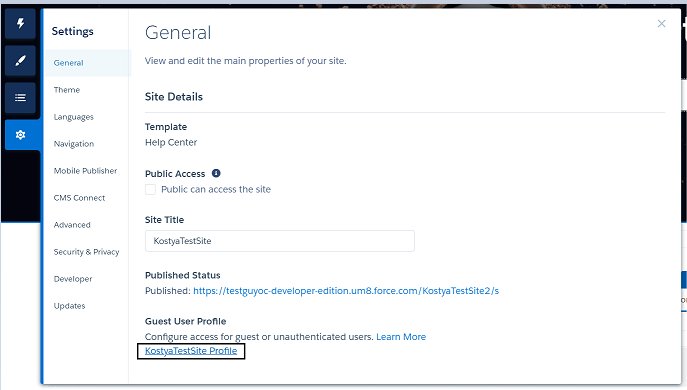 Settings
General
Theme
Languages
Navigation
Mobile Publisher
CMS Connect
Advanced
Security & Privacy
Developer
Updates
General
View and edit the main properties of your site.
Site Details
Template
Help Center
Public Access
Public can access the site
Site Title
KostyaTestSite
Published Status
Published: https://testguyoc-developer-edition.um8.force.com/KostyaTestSite2/s
Guest User Profile
Configure access for guest or unauthenticated users. Learn More
KostyaTestSite Profile